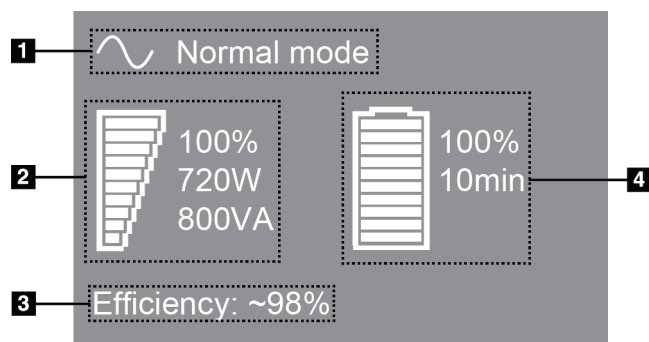 1
Normal mode
2
100%
720W
800VA
100%
10min
4
3
Efficiency: ~98%